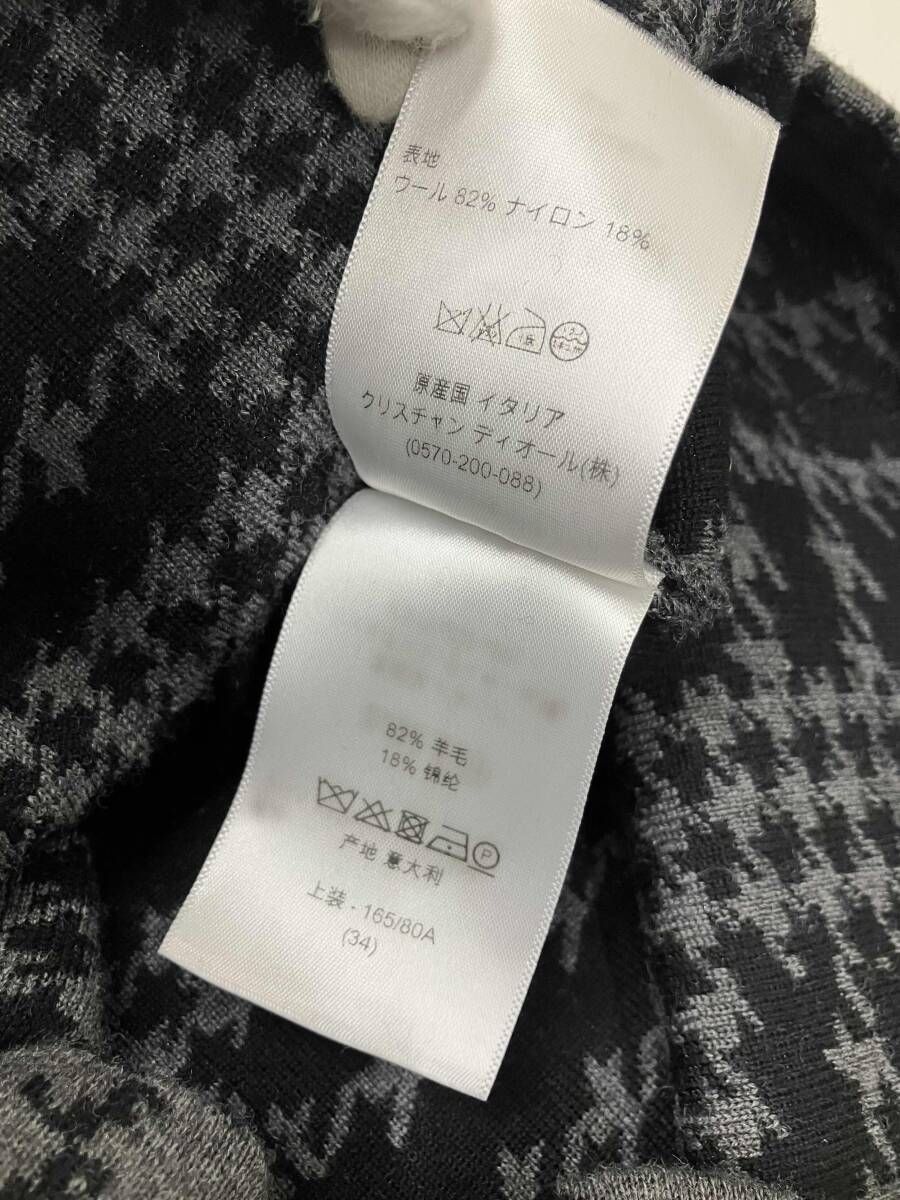 表地
ウール 82% ナイロン 18%
原産国 イタリア
クリスチャン ディオール(株)
(0570-200-088)
82% 羊毛
18% 锦纶
P
产地 意大利
上装 - 165/80A
(34)